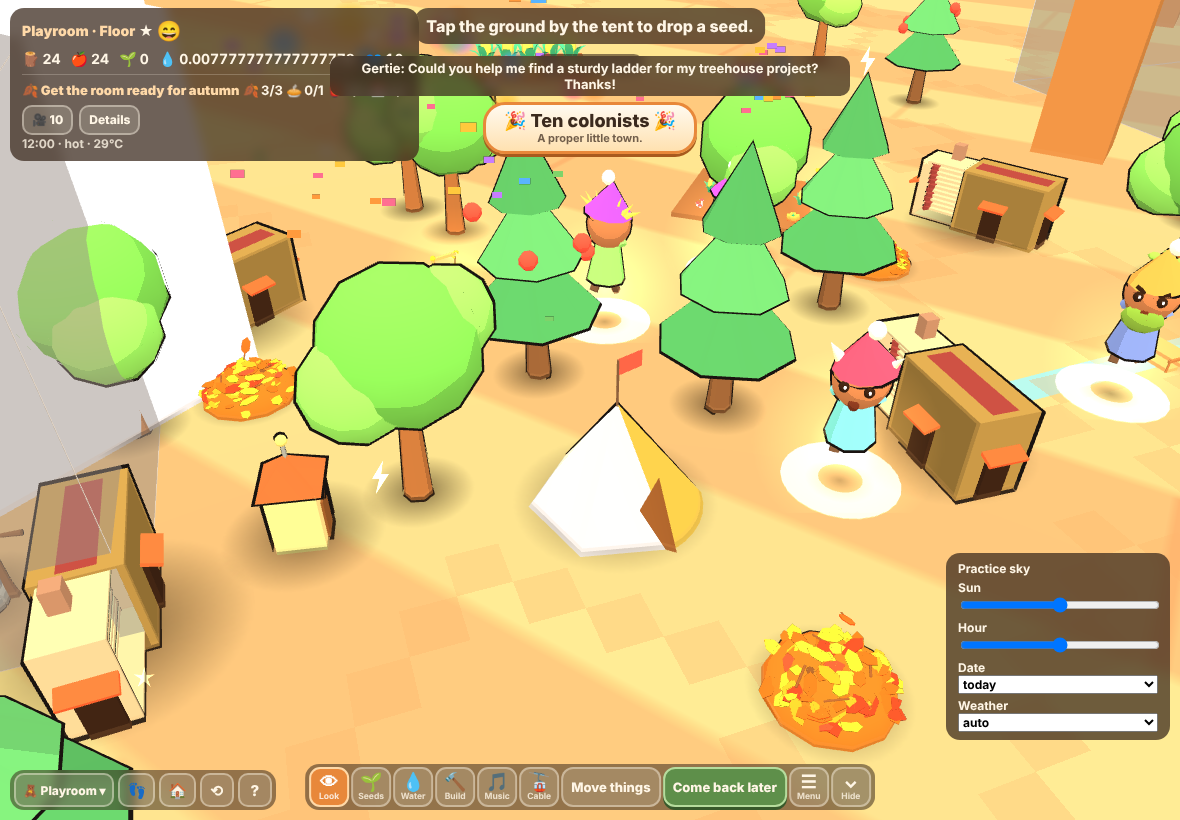 Playroom · Floor ★
24 24 0 0.00777777777777777
Get the room ready for autumn 3/3 0/1
10 Details
12:00 · hot · 29°C
Tap the ground by the tent to drop a seed.
Gertie: Could you help me find a sturdy ladder for my treehouse project?
Thanks!
Ten colonists
A proper little town.
Practice sky
Sun
Hour
Date
today
Weather
auto
Playroom ▾
?
Look Seeds Water Build Music Cable Move things Come back later Menu Hide